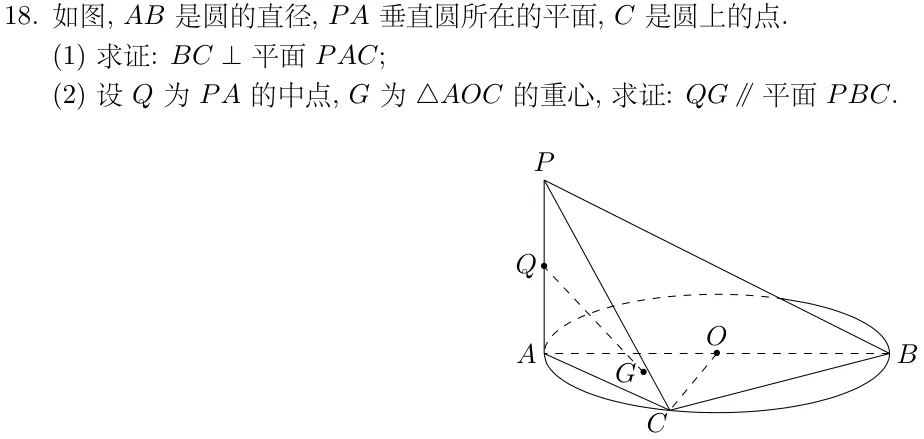 18. 如图, AB 是圆的直径, PA 垂直圆所在的平面, C 是圆上的点.
(1) 求证: BC ⊥ 平面 PAC;
(2) 设 Q 为 PA 的中点, G 为 △AOC 的重心, 求证: QG ∥ 平面 PBC.
P
Q
O
A
B
G
C